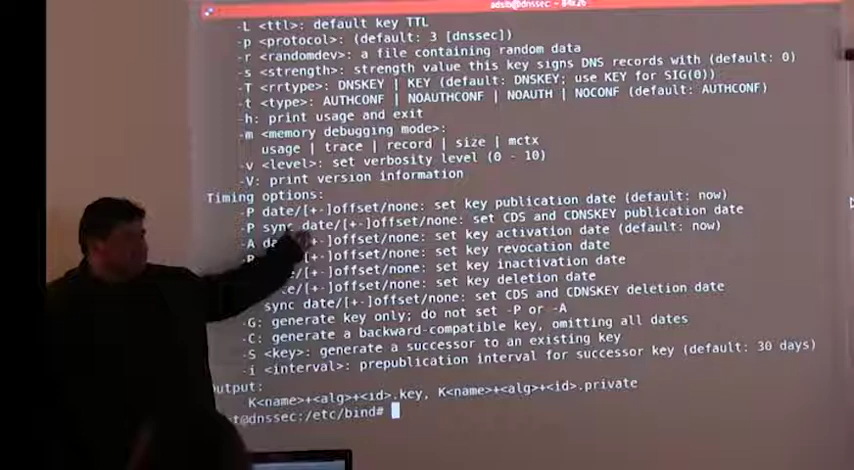 adsib@dnssec: ~ 84x26
-L <ttl>: default key TTL
-p <protocol>: (default: 3 [dnssec])
-r <randomdev>: a file containing random data
-s <strength>: strength value this key signs DNS records with (default: 0)
-T <rrtype>: DNSKEY | KEY (default: DNSKEY; use KEY for SIG(0))
-t <type>: AUTHCONF | NOAUTHCONF | NOAUTH | NOCONF (default: AUTHCONF)
-h: print usage and exit
-m <memory debugging mode>:
usage | trace | record | size | mctx
-v <level>: set verbosity level (0 - 10)
-V: print version information
Timing options:
-P date/[+-]offset/none: set key publication date (default: now)
-P sync date/[+-]offset/none: set CDS and CDNSKEY publication date
-A da /[+-]offset/none: set key activation date (default: now)
/[+-]offset/none: set key revocation date
/[+-]offset/none: set key inactivation date
/[+-]offset/none: set key deletion date
sync date/[+-]offset/none: set CDS and CDNSKEY deletion date
-G: generate key only; do not set -P or -A
-C: generate a backward-compatible key, omitting all dates
-S <key>: generate a successor to an existing key
-i <interval>: prepublication interval for successor key (default: 30 days)
utput:
K<name>+<alg>+<id>.key, K<name>+<alg>+<id>.private
t@dnssec:/etc/bind#